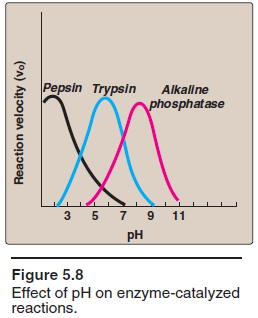 Pepsin Trypsin Alkaline
phosphatase
Reaction velocity (vo)
3 5 7 9 11
pH
Figure 5.8
Effect of pH on enzyme-catalyzed
reactions.